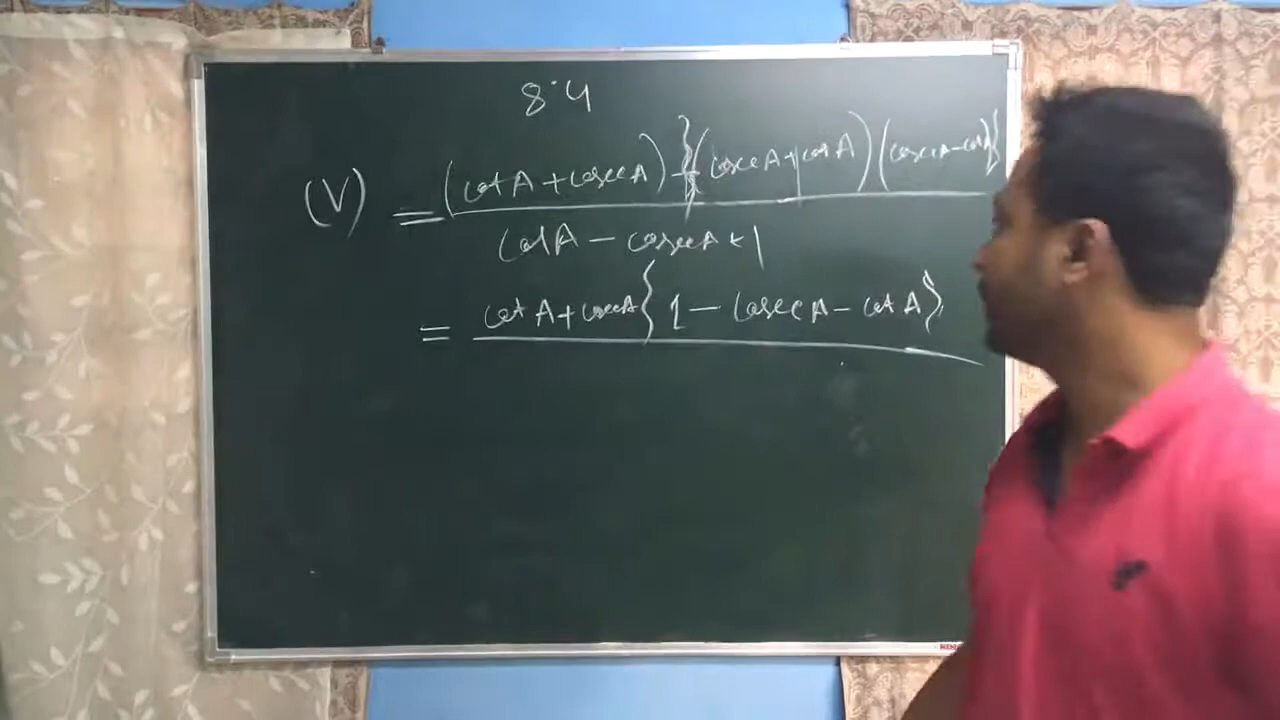 8.4
(V) = (cot A + cosec A) - {(cosec A + cot A) (cosec A - cot A)}
cot A - cosec A + 1
= cot A + cosec A { 1 - cosec A - cot A }